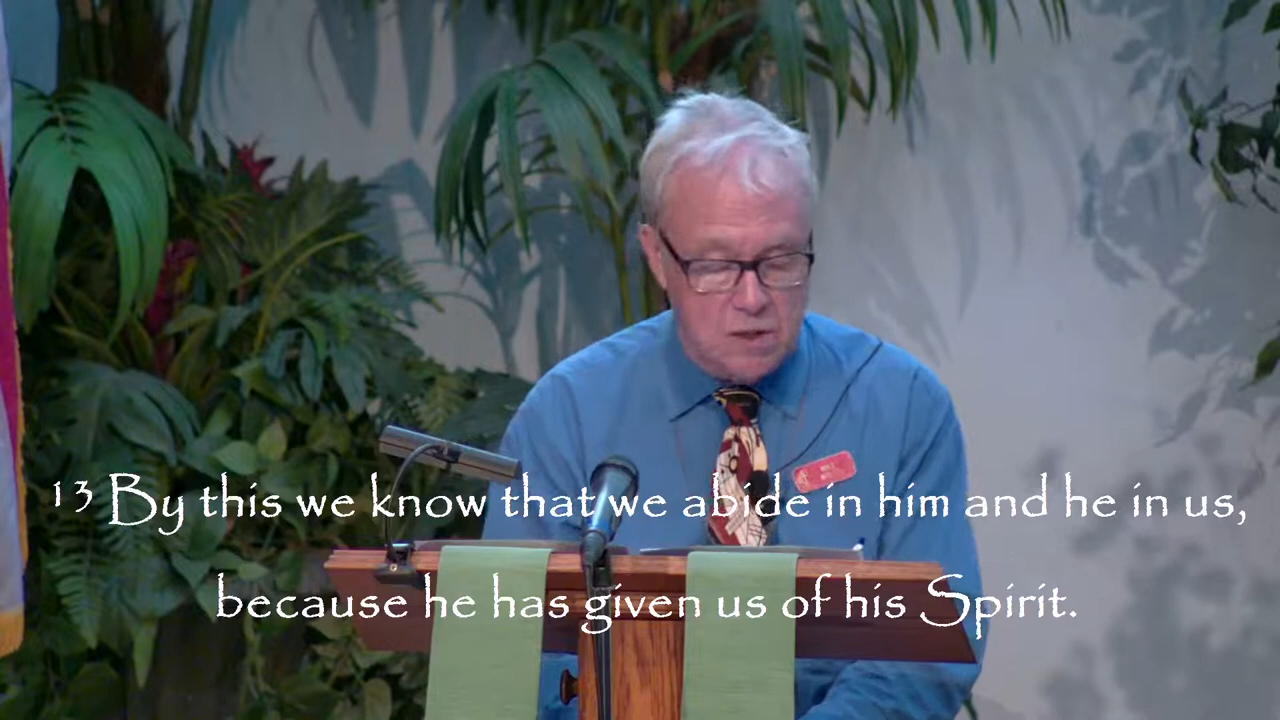 ¹³ By this we know that we abide in him and he in us,
because he has given us of his Spirit.